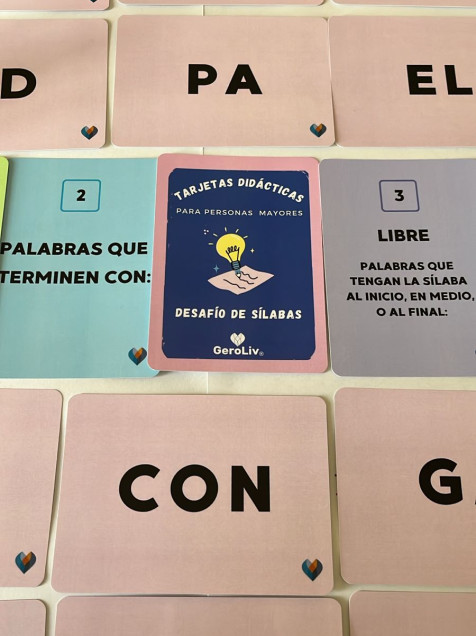 D
PA
EL
2
PALABRAS QUE
TERMINEN CON:
TARJETAS DIDÁCTICAS
PARA PERSONAS MAYORES
DESAFÍO DE SÍLABAS
GeroLiv®
3
LIBRE
PALABRAS QUE
TENGAN LA SÍLABA
AL INICIO, EN MEDIO,
O AL FINAL:
CON
G